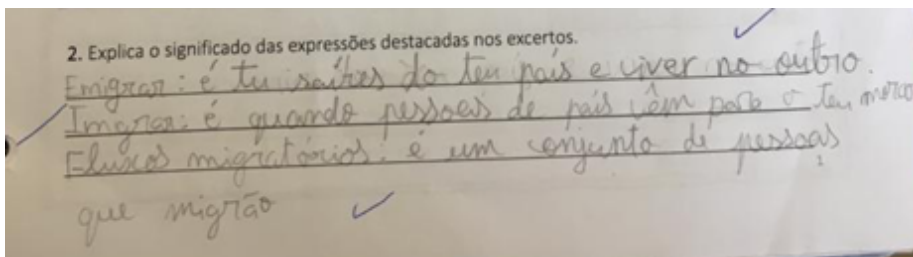 2. Explica o significado das expressões destacadas nos excertos.
Emigrar: é tu saíres do teu país e viver no outro.
Imgrar: é quando pessoas de país vêm para o teu
Fluxos migratórios: é um conjunto de pessoas
que migrão